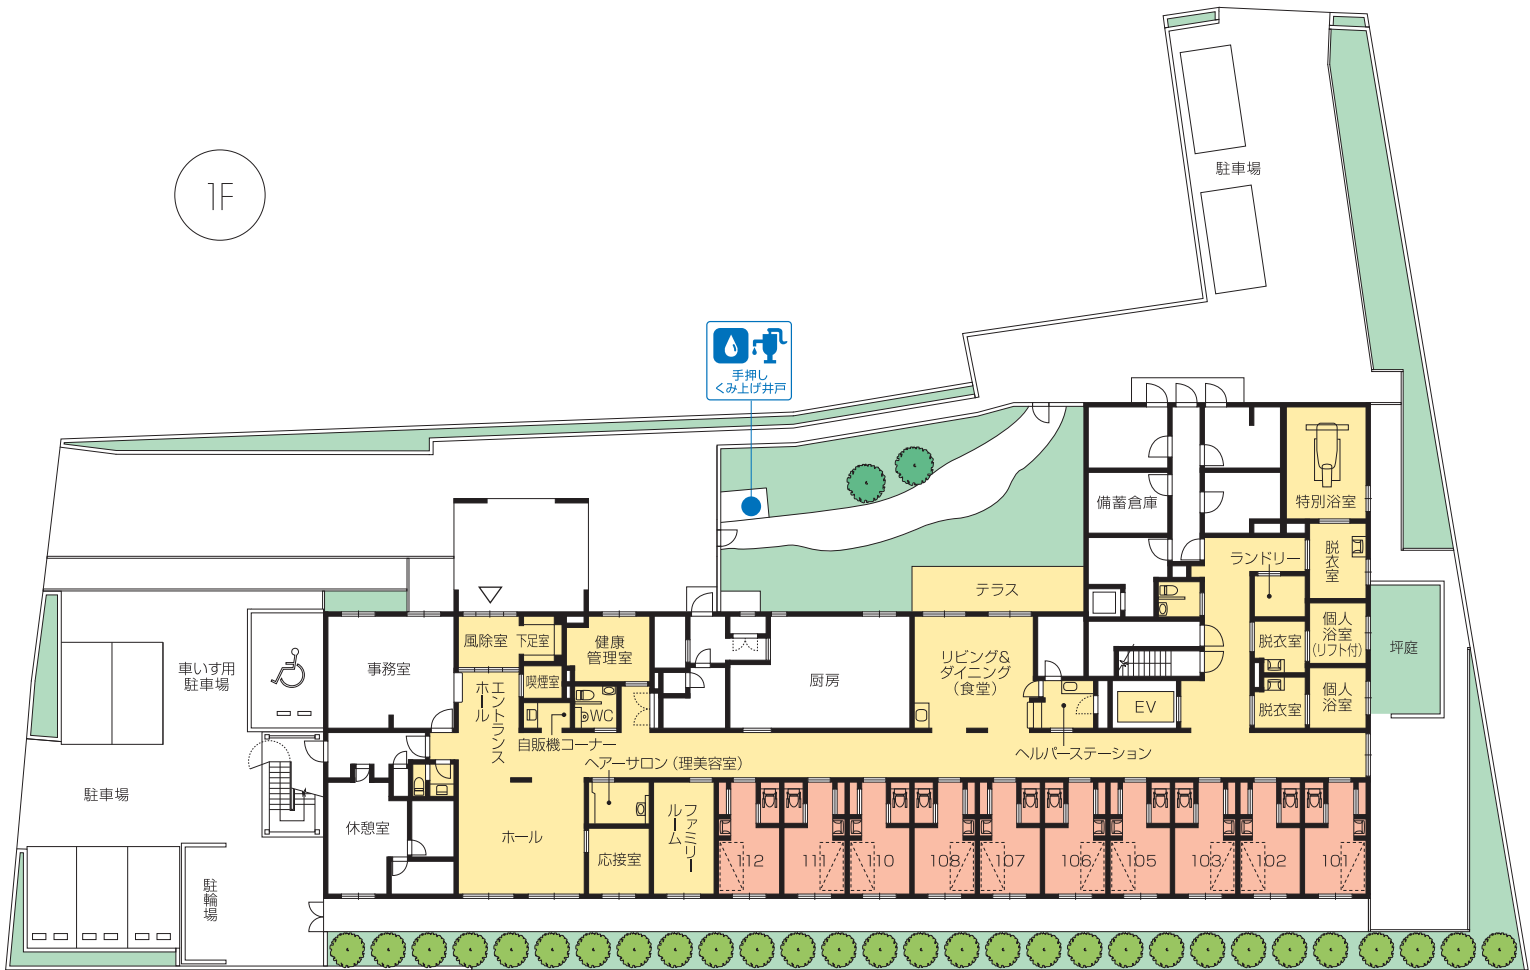 1F
駐車場
手押し
くみ上げ井戸
備蓄倉庫
特別浴室
脱衣室
ランドリー
テラス
風除室
下足室
健康
管理室
喫煙室
WC
自販機コーナー
エントランス
ホール
事務室
車いす用
駐車場
厨房
リビング&
ダイニング
(食堂)
EV
脱衣室
脱衣室
個人
浴室
(リフト付)
個人
浴室
坪庭
ヘルパーステーション
ヘアーサロン(理美容室)
駐車場
休憩室
ホール
応接室
ファミリー
ルーム
112
111
110
108
107
106
105
103
102
101
駐輪場